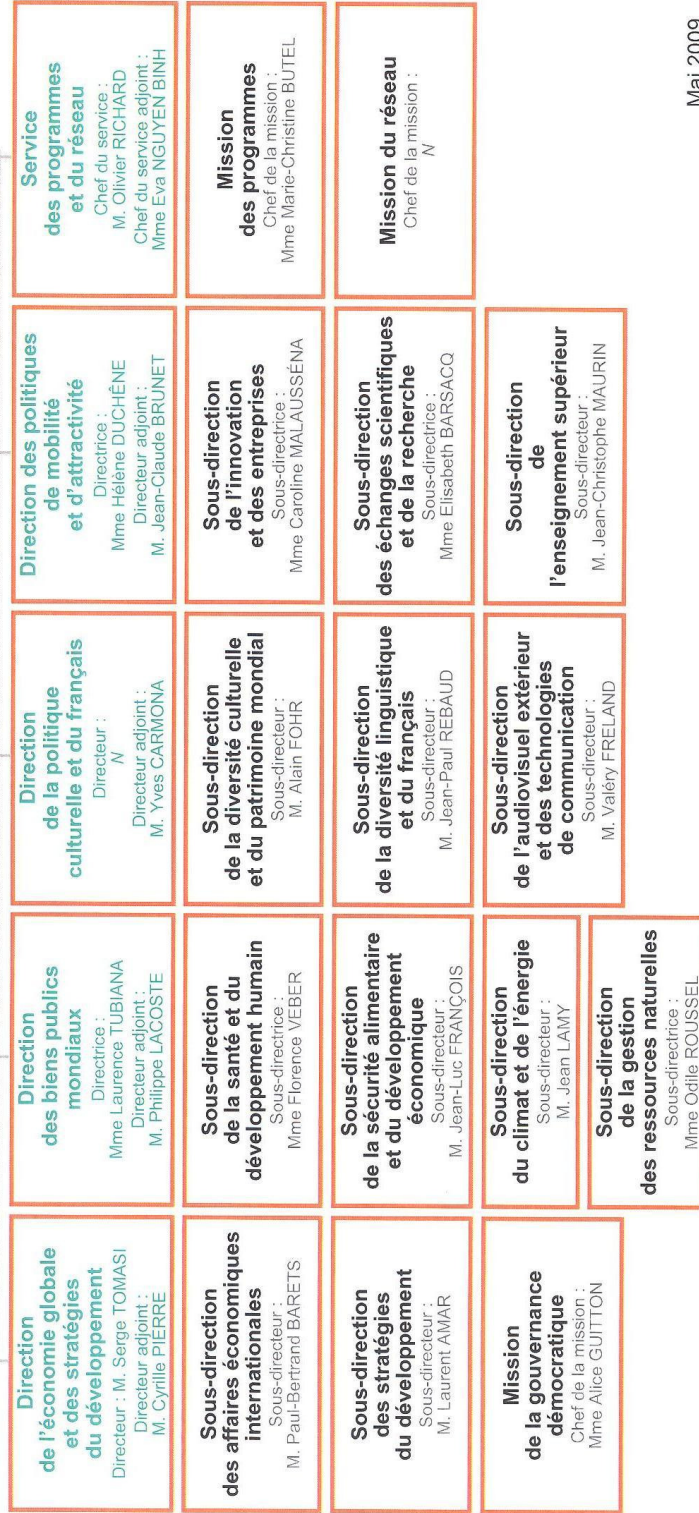 Direction
de l'économie globale
et des stratégies
du développement
Directeur : M. Serge TOMASI
Directeur adjoint :
M. Cyrille PIERRE
Sous-direction
des affaires économiques
internationales
Sous-directeur :
M. Paul-Bertrand BARETS
Sous-direction
des stratégies
du développement
Sous-directeur :
M. Laurent AMAR
Mission
de la gouvernance
démocratique
Chef de la mission :
Mme Alice GUITTON
Direction
des biens publics
mondiaux
Directrice :
Mme Laurence TUBIANA
Directeur adjoint :
M. Philippe LACOSTE
Sous-direction
de la santé et du
développement humain
Sous-directrice :
Mme Florence VEBER
Sous-direction
de la sécurité alimentaire
et du développement
économique
Sous-directeur :
M. Jean-Luc FRANÇOIS
Sous-direction
du climat et de l'énergie
Sous-directeur :
M. Jean LAMY
Sous-direction
de la gestion
des ressources naturelles
Sous-directrice :
Mme Odile ROUSSEL
Direction
de la politique
culturelle et du français
Directeur :
N
Directeur adjoint :
M. Yves CARMONA
Sous-direction
de la diversité culturelle
et du patrimoine mondial
Sous-directeur :
M. Alain FOHR
Sous-direction
de la diversité linguistique
et du français
Sous-directeur :
M. Jean-Paul REBAUD
Sous-direction
de l'audiovisuel extérieur
et des technologies
de communication
Sous-directeur :
M. Valéry FRELAND
Direction des politiques
de mobilité
et d'attractivité
Directrice :
Mme Hélène DUCHÊNE
Directeur adjoint :
M. Jean-Claude BRUNET
Sous-direction
de l'innovation
et des entreprises
Sous-directrice :
Mme Caroline MALAUSSÉNA
Sous-direction
des échanges scientifiques
et de la recherche
Sous-directrice :
Mme Elisabeth BARSACQ
Sous-direction
de
l'enseignement supérieur
Sous-directeur :
M. Jean-Christophe MAURIN
Service
des programmes
et du réseau
Chef du service :
M. Olivier RICHARD
Chef du service adjoint :
Mme Eva NGUYEN BINH
Mission
des programmes
Chef de la mission :
Mme Marie-Christine BUTEL
Mission du réseau
Chef de la mission :
N
Mai 2009